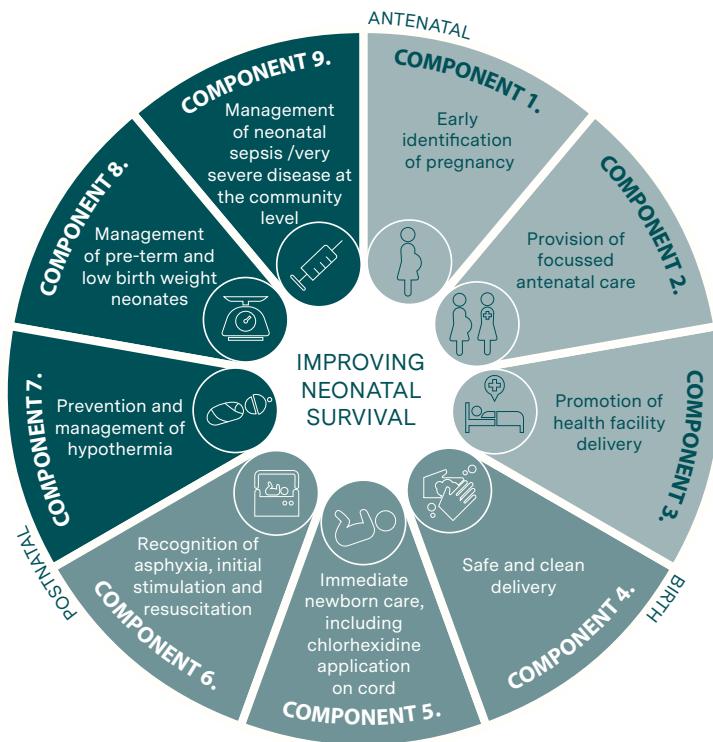 ANTENATAL
COMPONENT 1.
Early
identification
of pregnancy
COMPONENT 2.
Provision of
focussed
antenatal care
COMPONENT 3.
Promotion of
health facility
delivery
BIRTH
COMPONENT 4.
Safe and clean
delivery
COMPONENT 5.
Immediate
newborn care,
including
chlorhexidine
application
on cord
COMPONENT 6.
Recognition of
asphyxia, initial
stimulation and
resuscitation
POSTNATAL
COMPONENT 7.
Prevention and
management of
hypothermia
COMPONENT 8.
Management
of pre-term and
low birth weight
neonates
COMPONENT 9.
Management
of neonatal
sepsis /very
severe disease at
the community
level
IMPROVING
NEONATAL
SURVIVAL